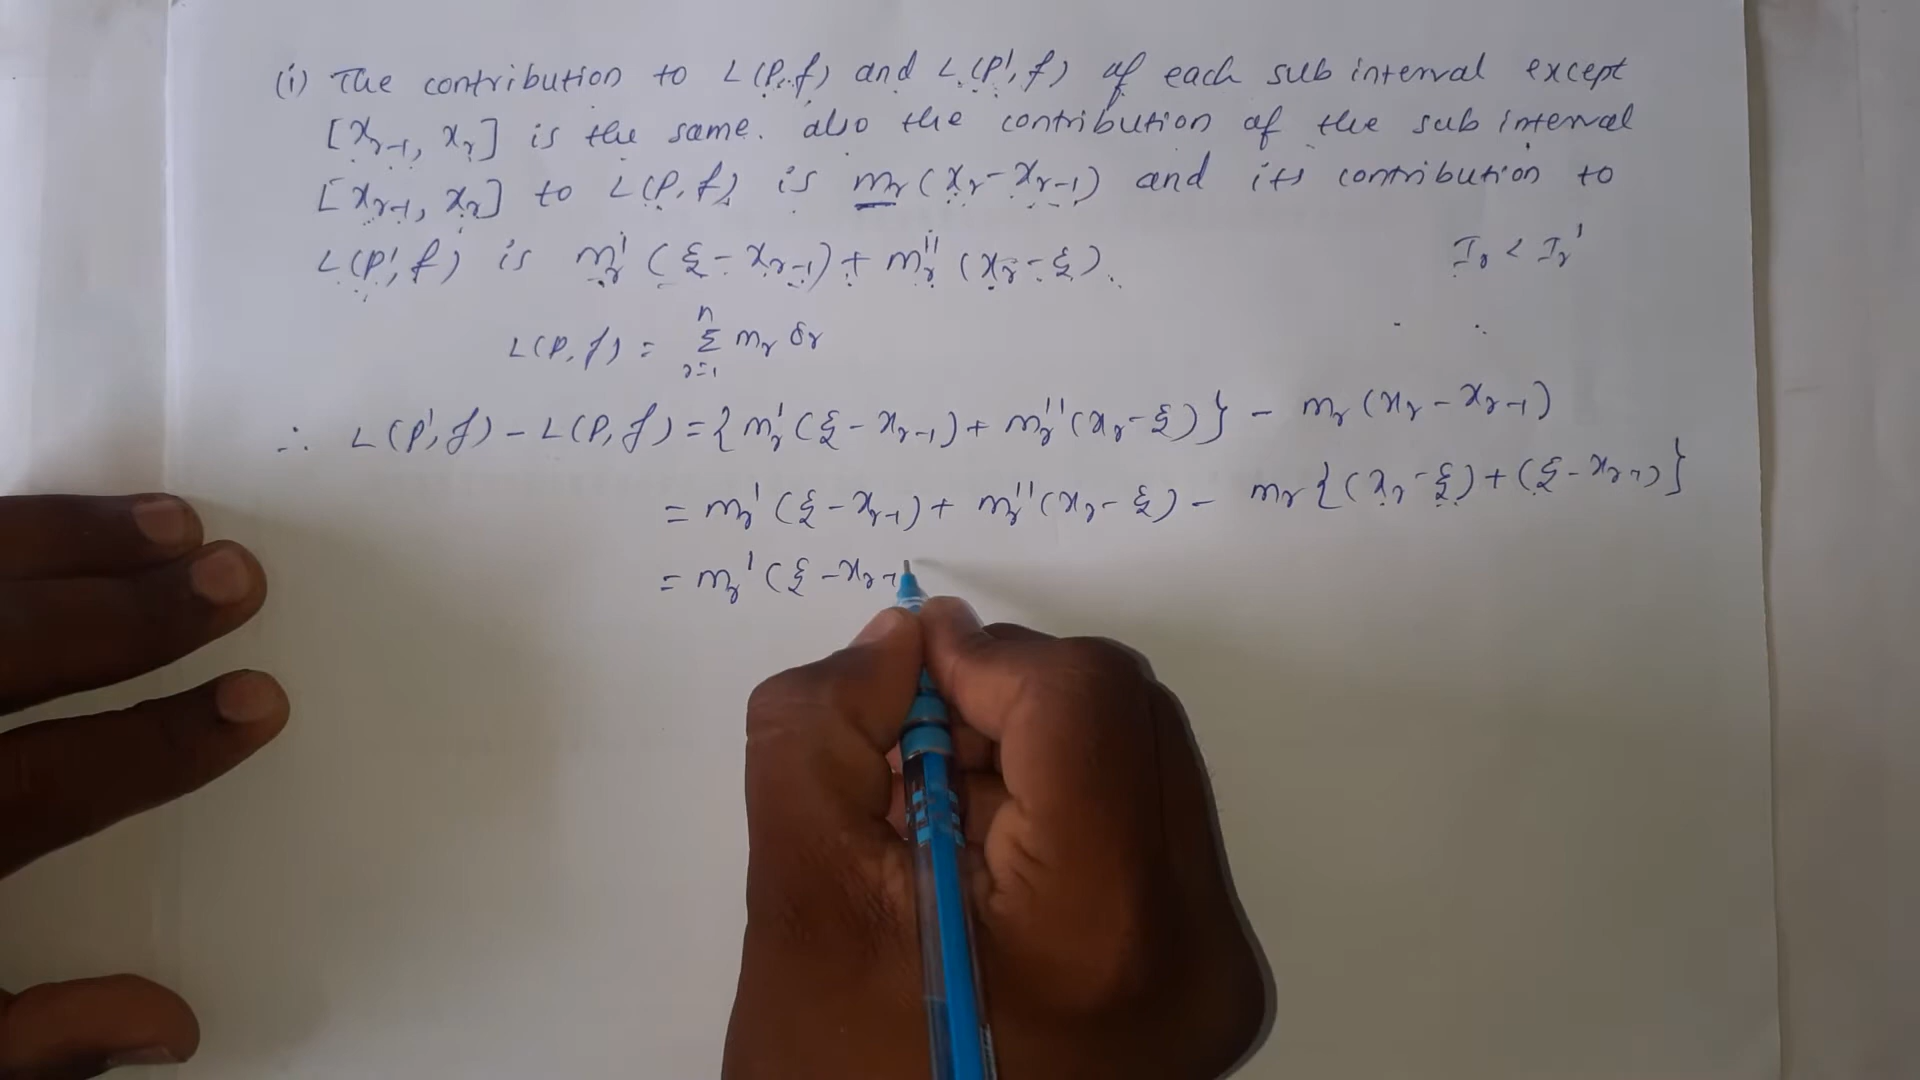 (i) The contribution to L(P,f) and L(P',f) of each sub interval except
[x_{r-1}, x_r] is the same. also the contribution of the sub interval
[x_{r-1}, x_r] to L(P,f) is m_r (x_r - x_{r-1}) and its contribution to
L(P',f) is m_r' (ξ - x_{r-1}) + m_r'' (x_r - ξ).
I_r < I_r'
L(P,f) = Σ_{r=1}^{n} m_r δ_r
∴ L(P',f) - L(P,f) = {m_r' (ξ - x_{r-1}) + m_r'' (x_r - ξ)} - m_r (x_r - x_{r-1})
= m_r' (ξ - x_{r-1}) + m_r'' (x_r - ξ) - m_r {(x_r - ξ) + (ξ - x_{r-1})}
= m_r' (ξ - x_{r-1}